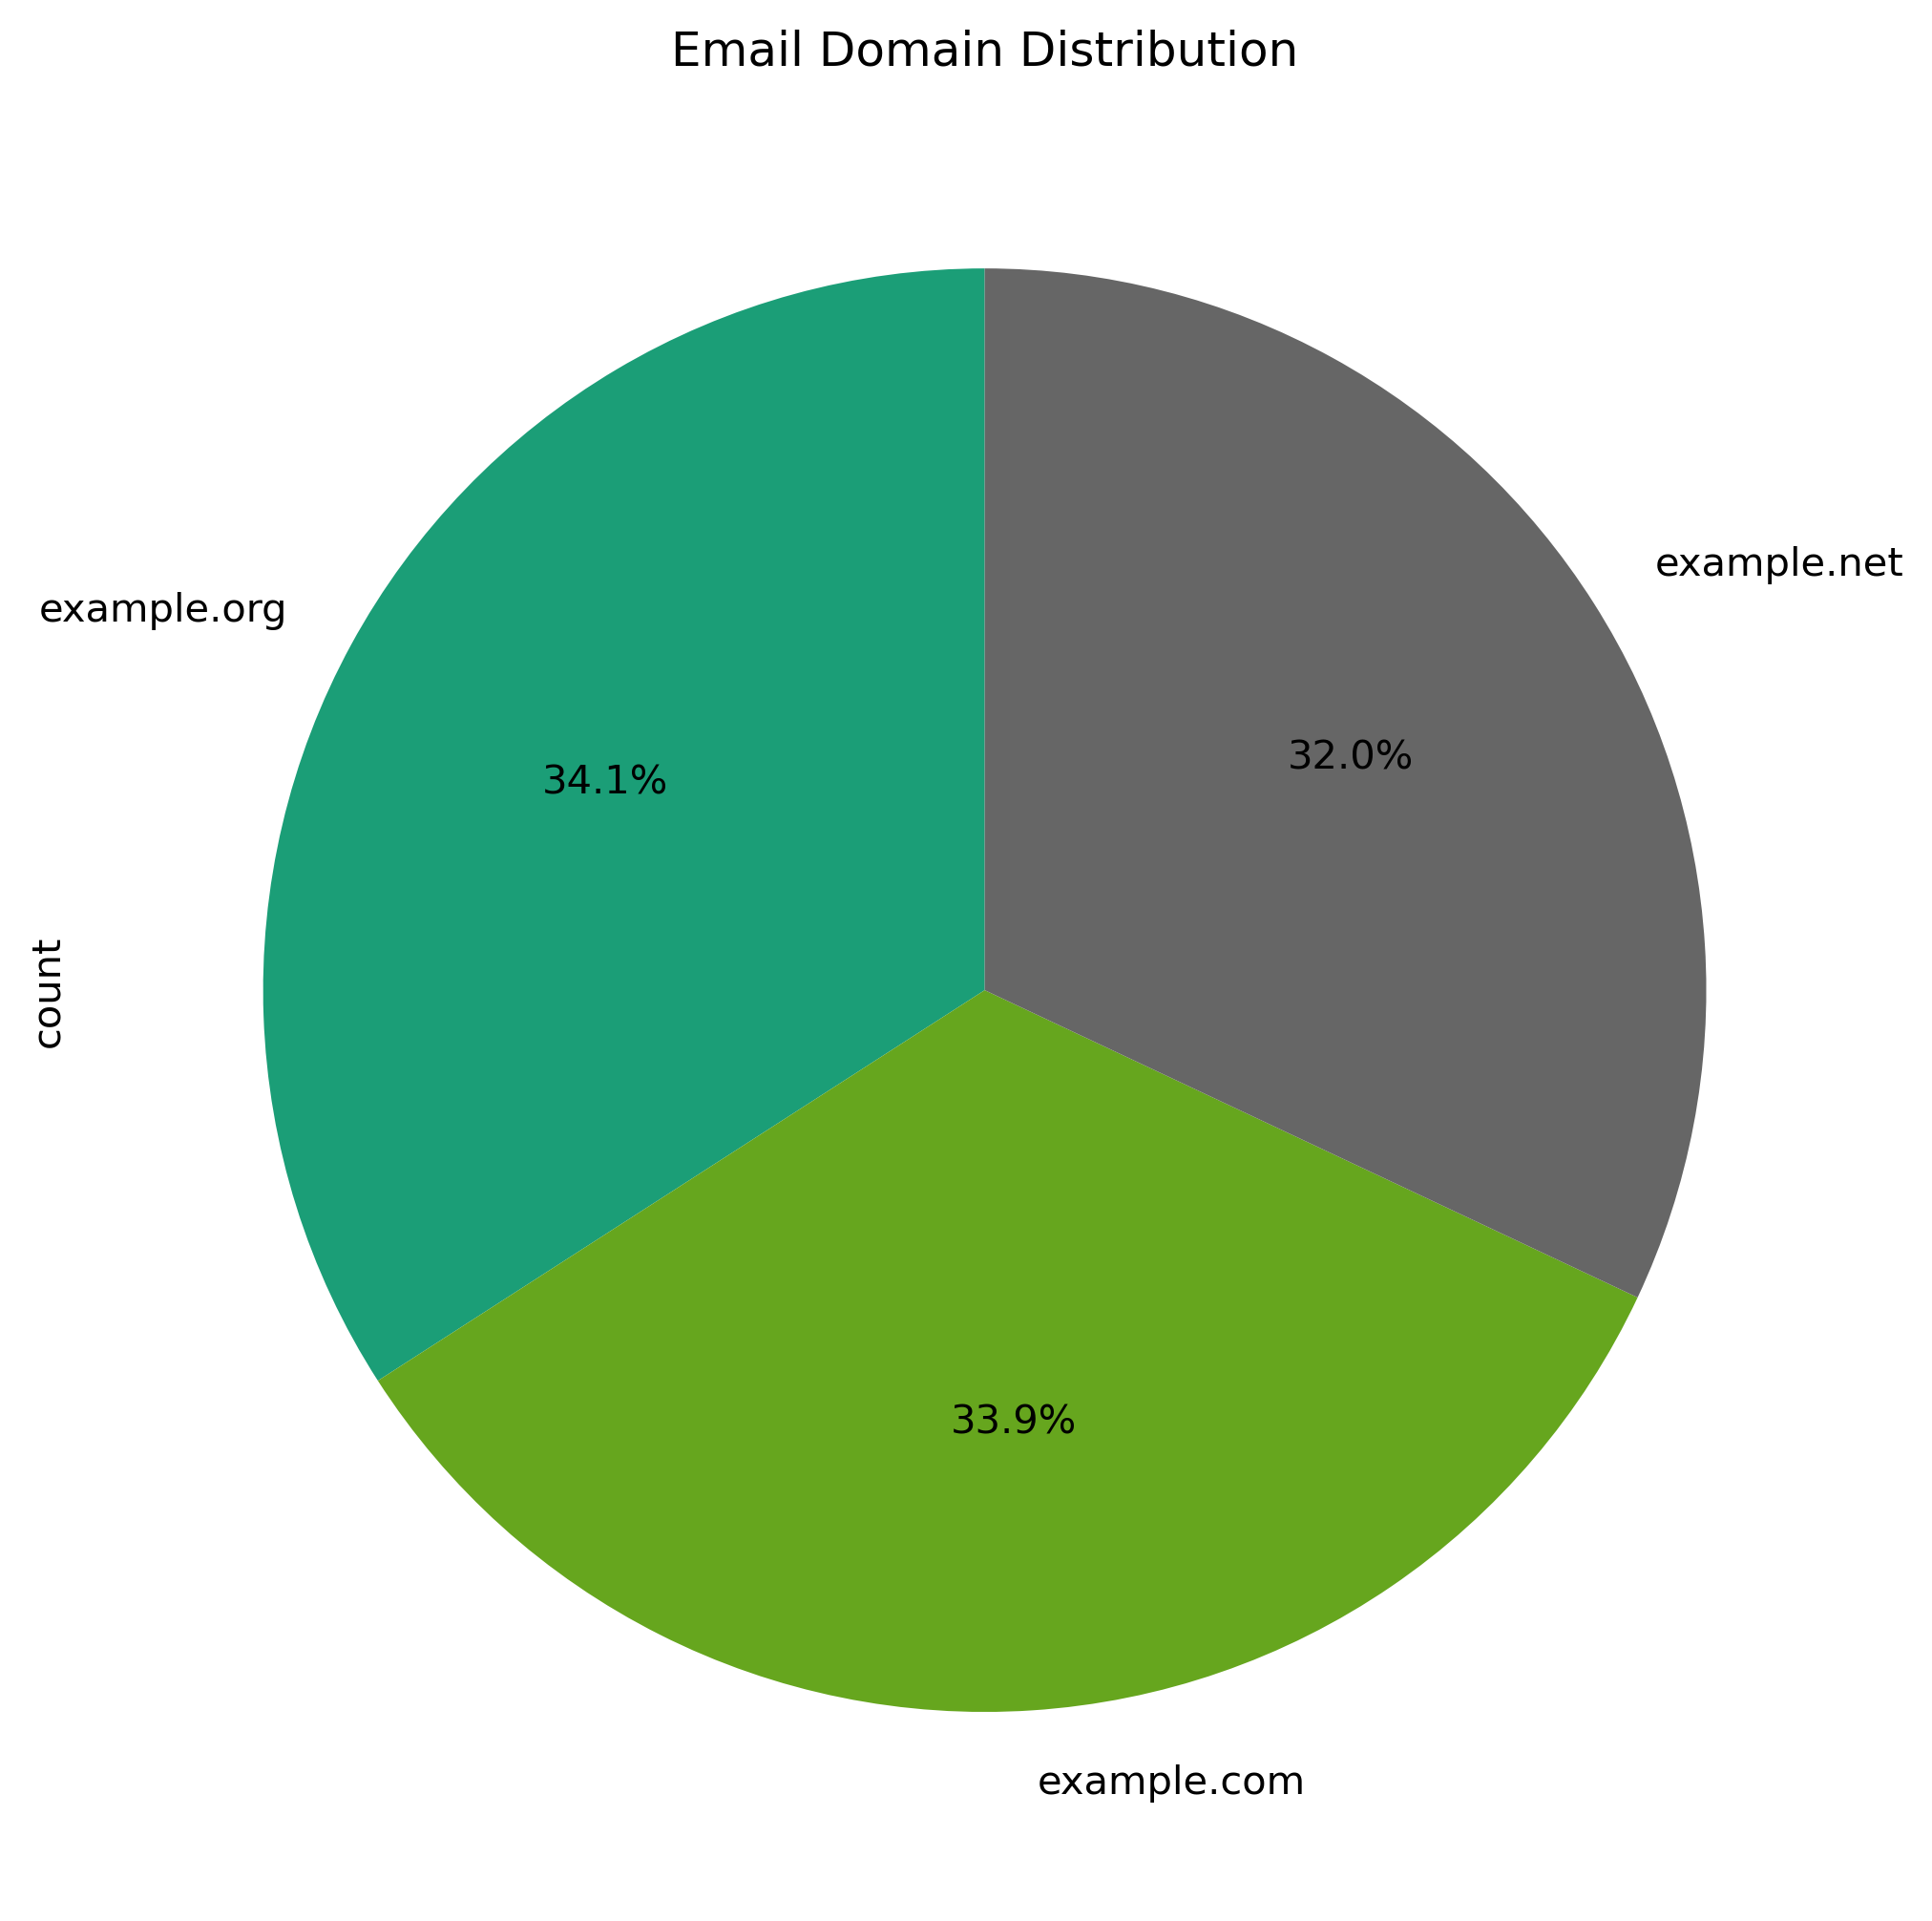 Email Domain Distribution
example.net
example.org
32.0%
34.1%
count
33.9%
example.com